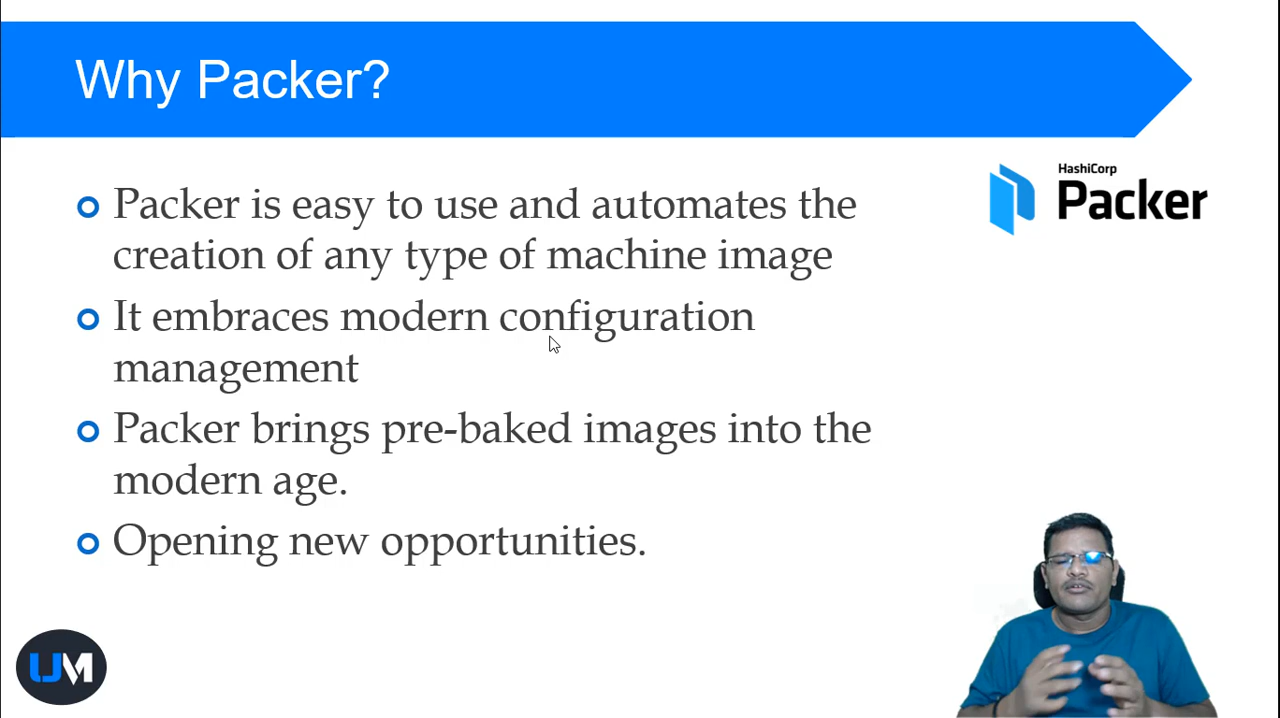 Why Packer?
HashiCorp
Packer
Packer is easy to use and automates the
creation of any type of machine image
It embraces modern configuration
management
Packer brings pre-baked images into the
modern age.
Opening new opportunities.
UM